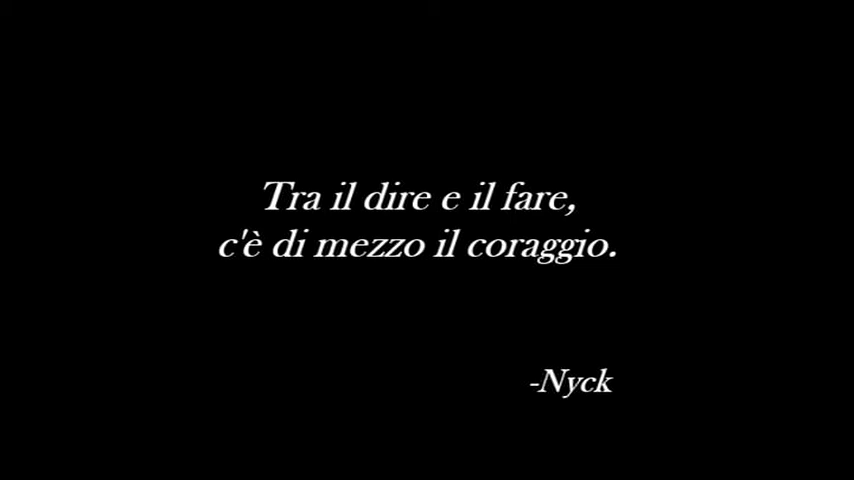 Tra il dire e il fare,
c'è di mezzo il coraggio.
-Nyck